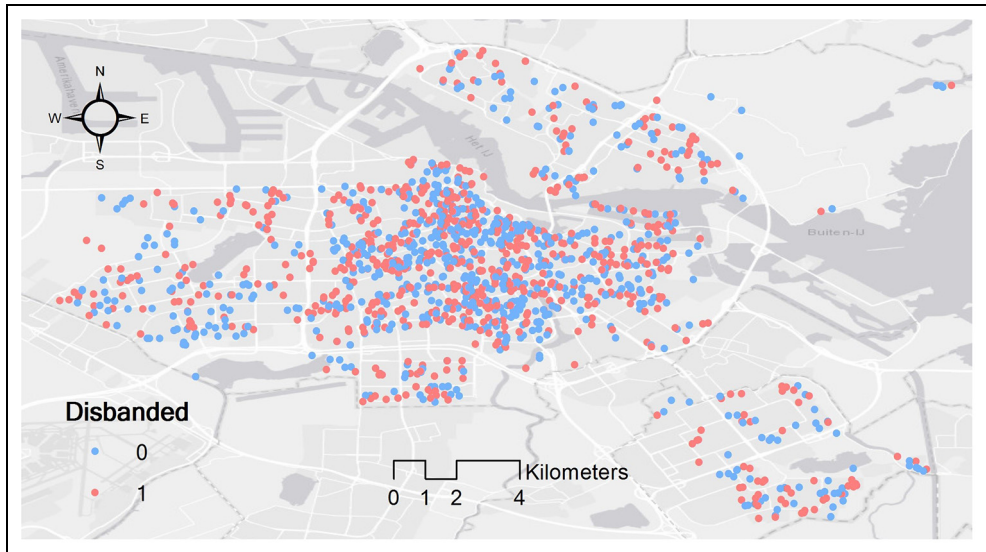 Amerikahaven
N
W E
S
Het IJ
Buiten-IJ
Disbanded
0
1
Kilometers
0 1 2 4